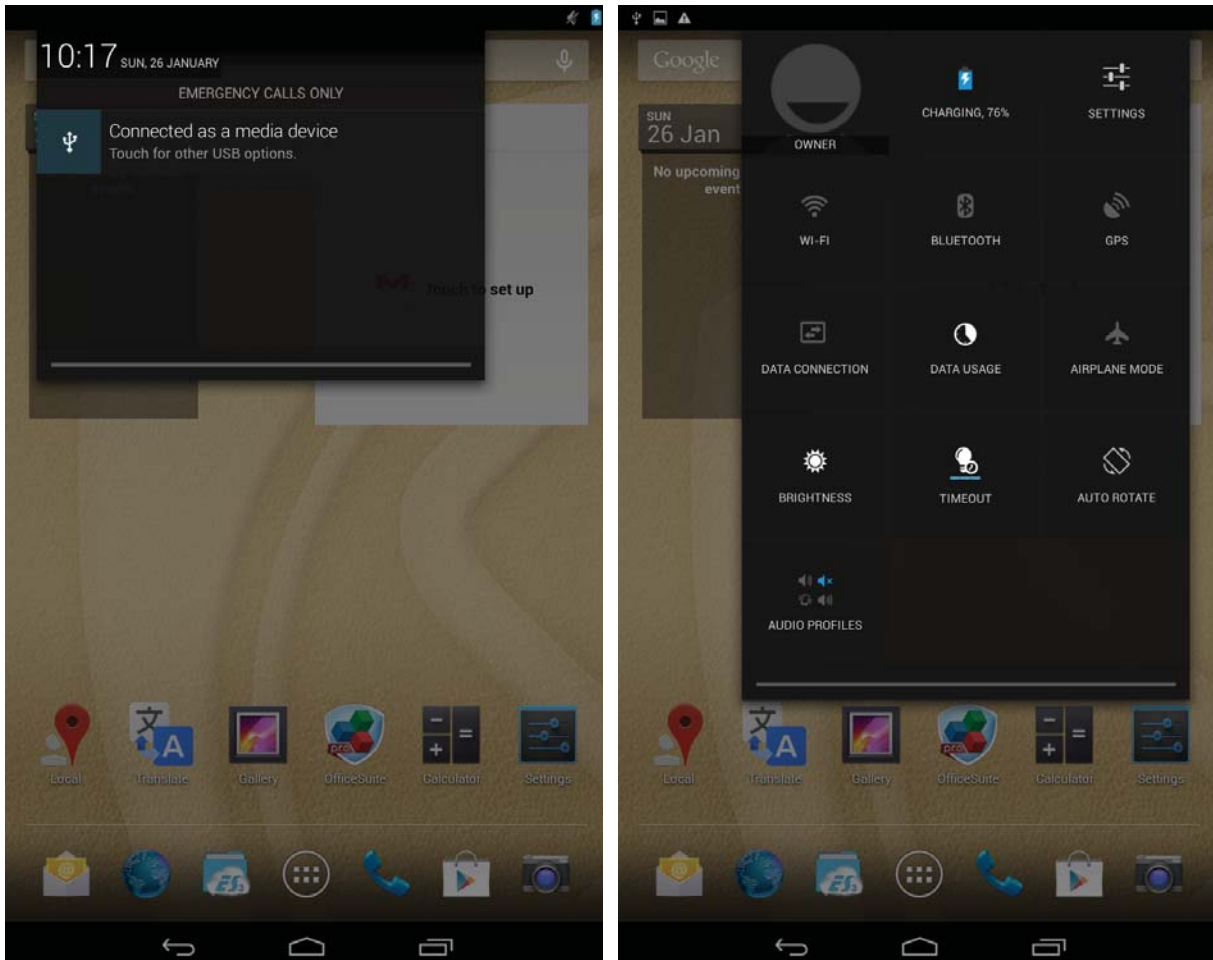 10:17 SUN, 26 JANUARY
EMERGENCY CALLS ONLY
Connected as a media device
Touch for other USB options.
Touch to set up
Local Translate Gallery OfficeSuite Calculator Settings
Google
SUN
26 Jan
No upcoming
event
OWNER
CHARGING, 76%
SETTINGS
WI-FI
BLUETOOTH
GPS
DATA CONNECTION
DATA USAGE
AIRPLANE MODE
BRIGHTNESS
TIMEOUT
AUTO ROTATE
AUDIO PROFILES
Local Translate Gallery OfficeSuite Calculator Settings